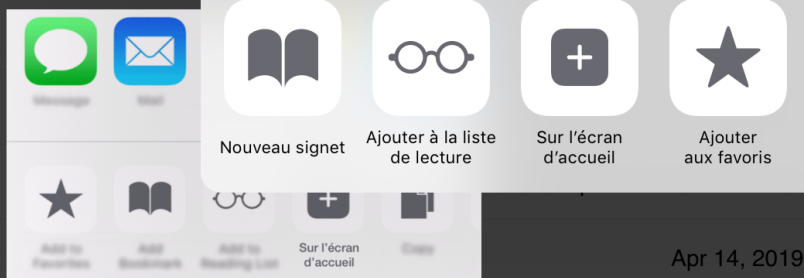 Message
Mail
Nouveau signet
Ajouter à la liste
de lecture
Sur l'écran
d'accueil
Ajouter
aux favoris
Add to
Favorites
Add
Bookmark
Add to
Reading List
Sur l'écran
d'accueil
Copy
Apr 14, 2019